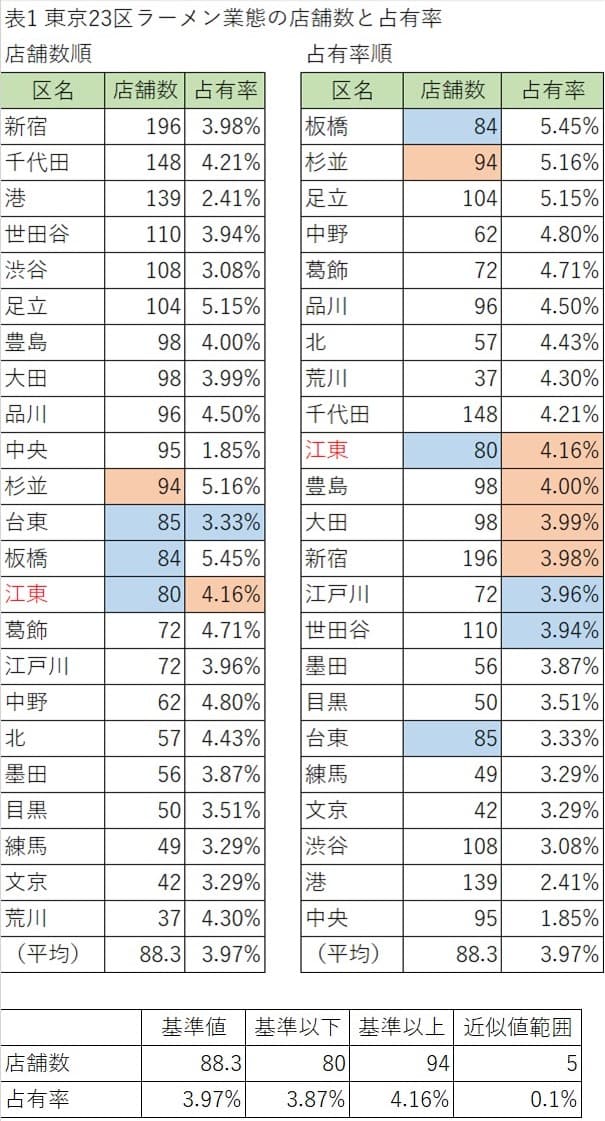 表1 東京23区ラーメン業態の店舗数と占有率
店舗数順
区名 店舗数 占有率
新宿 196 3.98%
千代田 148 4.21%
港 139 2.41%
世田谷 110 3.94%
渋谷 108 3.08%
足立 104 5.15%
豊島 98 4.00%
大田 98 3.99%
品川 96 4.50%
中央 95 1.85%
杉並 94 5.16%
台東 85 3.33%
板橋 84 5.45%
江東 80 4.16%
葛飾 72 4.71%
江戸川 72 3.96%
中野 62 4.80%
北 57 4.43%
墨田 56 3.87%
目黒 50 3.51%
練馬 49 3.29%
文京 42 3.29%
荒川 37 4.30%
（平均） 88.3 3.97%
占有率順
区名 店舗数 占有率
板橋 84 5.45%
杉並 94 5.16%
足立 104 5.15%
中野 62 4.80%
葛飾 72 4.71%
品川 96 4.50%
北 57 4.43%
荒川 37 4.30%
千代田 148 4.21%
江東 80 4.16%
豊島 98 4.00%
大田 98 3.99%
新宿 196 3.98%
江戸川 72 3.96%
世田谷 110 3.94%
墨田 56 3.87%
目黒 50 3.51%
台東 85 3.33%
練馬 49 3.29%
文京 42 3.29%
渋谷 108 3.08%
港 139 2.41%
中央 95 1.85%
（平均） 88.3 3.97%
基準値 基準以下 基準以上 近似値範囲
店舗数 88.3 80 94 5
占有率 3.97% 3.87% 4.16% 0.1%